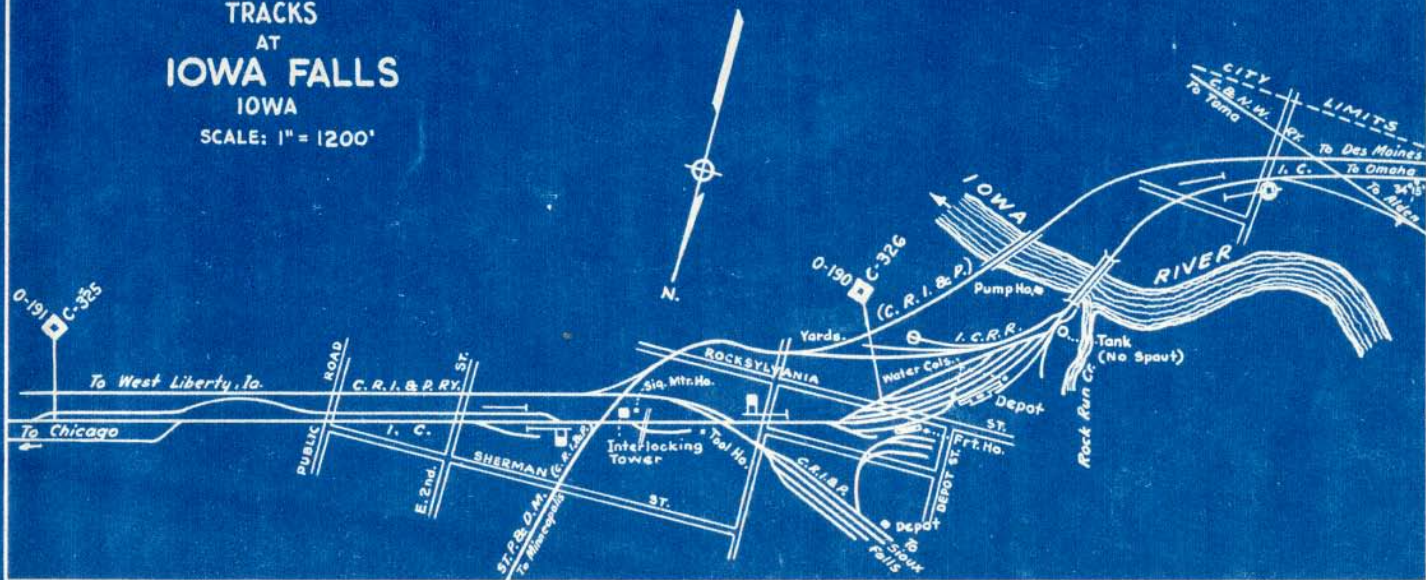 TRACKS
AT
IOWA FALLS
IOWA
SCALE: 1" = 1200'
N.
CITY LIMITS
C. & N. W. RY.
To Tama
To Des Moines
I. C. To Omaha
To Alden
IOWA RIVER
O-190 C-326
(C. R. I. & P.)
Pump Ho.
O-191 C-325
Yards.
I. C. R. R.
Tank
(No Spout)
Rock Run Cr.
ROCKSYLVANIA ST.
Water Cols.
Depot
To West Liberty, Ia.
PUBLIC ROAD
C. R. I. & P. RY.
E. 2nd. ST.
Sig. Mtr. Ho.
To Chicago
I. C.
Interlocking
Tower
Tool Ho.
Frt. Ho.
SHERMAN ST.
DEPOT ST.
C. R. I. & P.
(C. R. I. & P.)
ST. P. & D. M.
To Minneapolis
Depot
To
Sioux
Falls